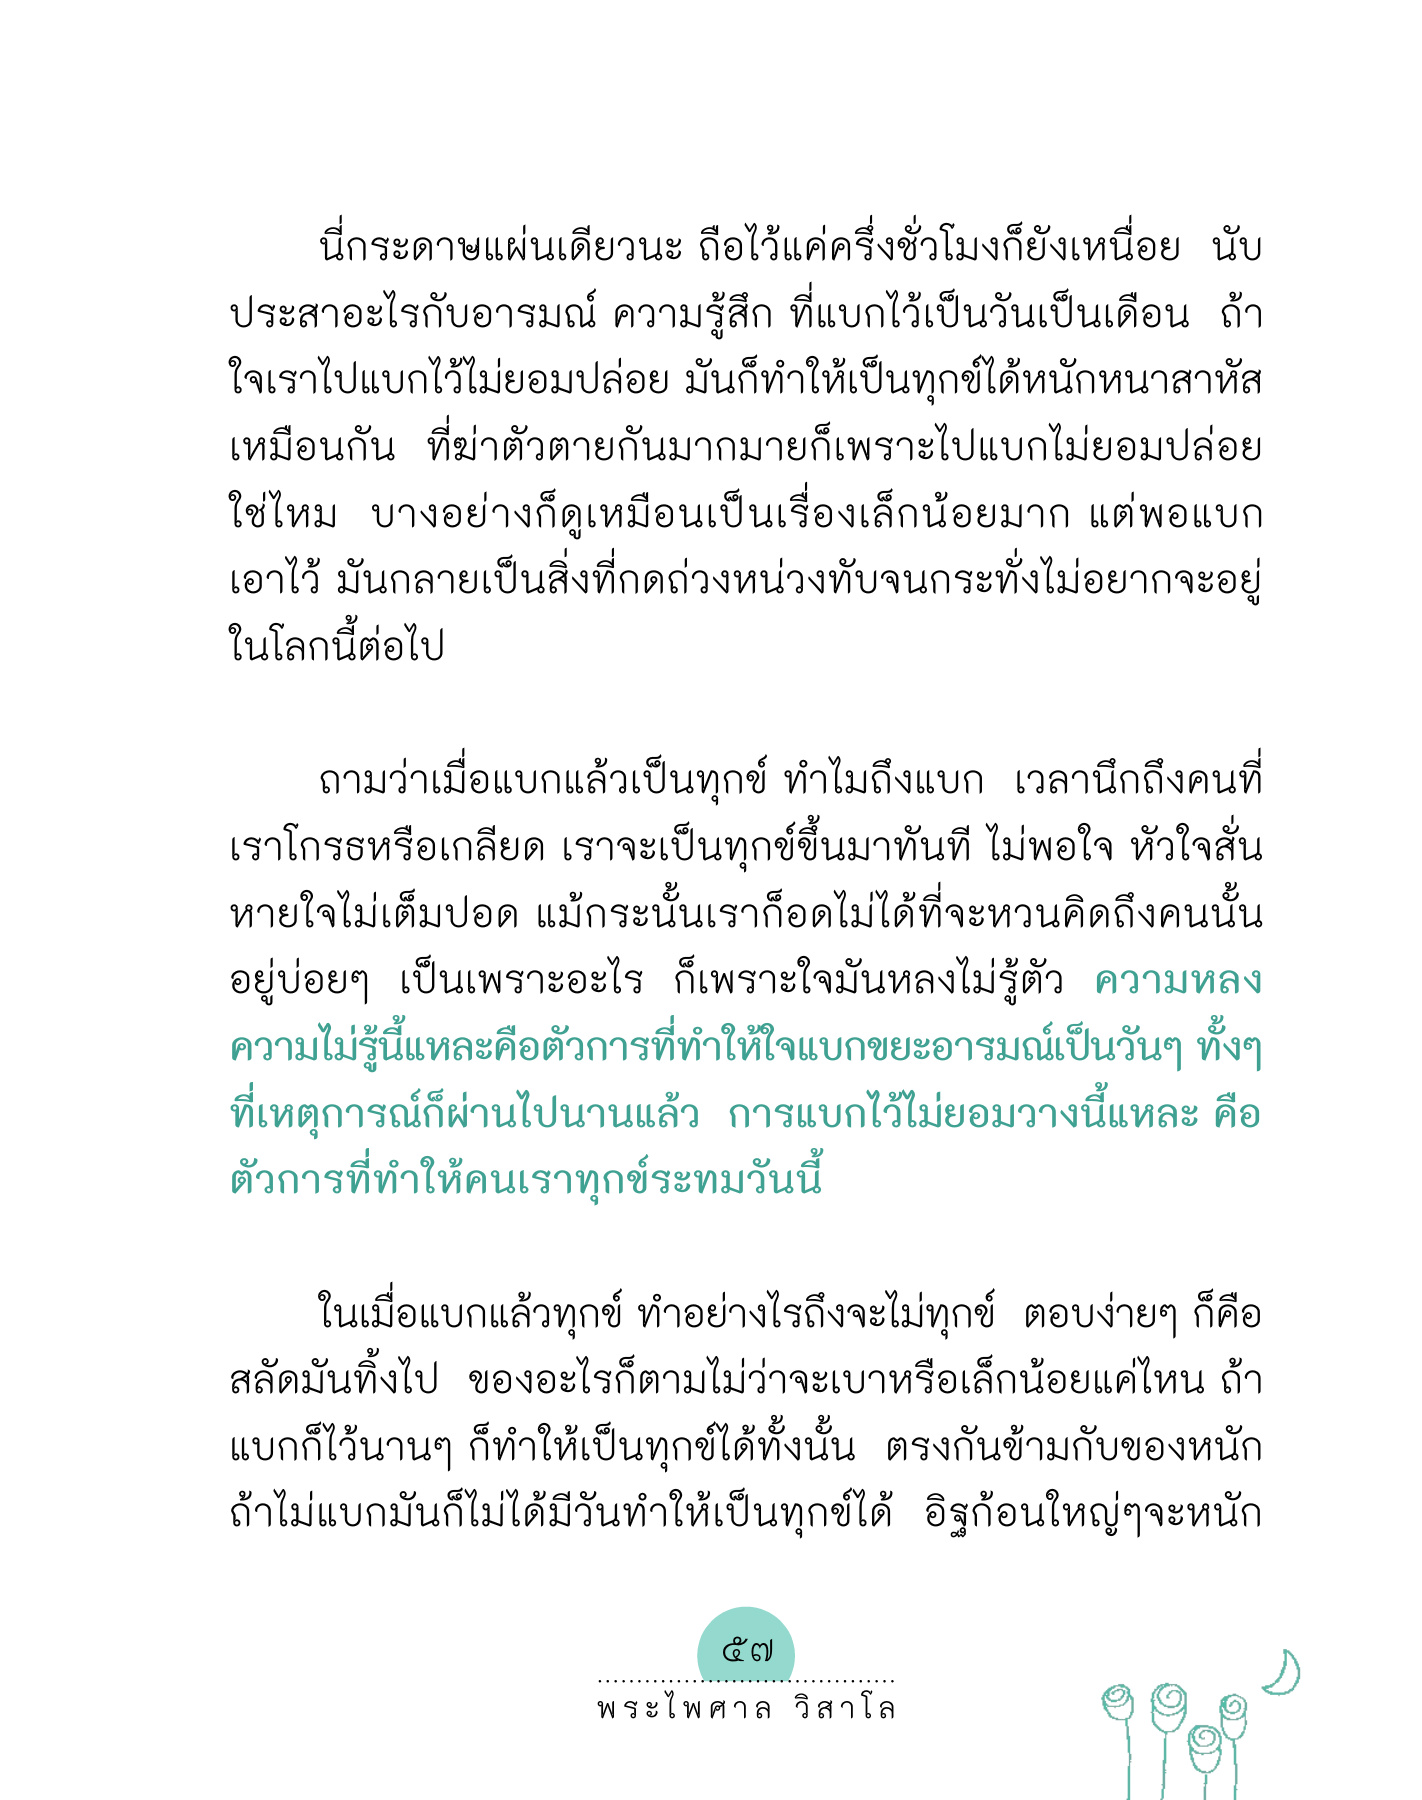 นี่กระดาษแผ่นเดียวนะ ถือไว้แค่ครึ่งชั่วโมงก็ยังเหนื่อย  นับ
ประสาอะไรกับอารมณ์ ความรู้สึก ที่แบกไว้เป็นวันเป็นเดือน  ถ้า
ใจเราไปแบกไว้ไม่ยอมปล่อย มันก็ทำให้เป็นทุกข์ได้หนักหนาสาหัส
เหมือนกัน  ที่ฆ่าตัวตายกันมากมายก็เพราะไปแบกไม่ยอมปล่อย
ใช่ไหม  บางอย่างก็ดูเหมือนเป็นเรื่องเล็กน้อยมาก แต่พอแบก
เอาไว้ มันกลายเป็นสิ่งที่กดถ่วงหน่วงทับจนกระทั่งไม่อยากจะอยู่
ในโลกนี้ต่อไป
ถามว่าเมื่อแบกแล้วเป็นทุกข์ ทำไมถึงแบก  เวลานึกถึงคนที่
เราโกรธหรือเกลียด เราจะเป็นทุกข์ขึ้นมาทันที ไม่พอใจ หัวใจสั่น
หายใจไม่เต็มปอด แม้กระนั้นเราก็อดไม่ได้ที่จะหวนคิดถึงคนนั้น
อยู่บ่อยๆ  เป็นเพราะอะไร  ก็เพราะใจมันหลงไม่รู้ตัว  ความหลง
ความไม่รู้นี้แหละคือตัวการที่ทำให้ใจแบกขยะอารมณ์เป็นวันๆ ทั้งๆ
ที่เหตุการณ์ก็ผ่านไปนานแล้ว  การแบกไว้ไม่ยอมวางนี้แหละ คือ
ตัวการที่ทำให้คนเราทุกข์ระทมวันนี้
ในเมื่อแบกแล้วทุกข์ ทำอย่างไรถึงจะไม่ทุกข์  ตอบง่ายๆ ก็คือ
สลัดมันทิ้งไป  ของอะไรก็ตามไม่ว่าจะเบาหรือเล็กน้อยแค่ไหน ถ้า
แบกก็ไว้นานๆ ก็ทำให้เป็นทุกข์ได้ทั้งนั้น  ตรงกันข้ามกับของหนัก
ถ้าไม่แบกมันก็ไม่ได้มีวันทำให้เป็นทุกข์ได้  อิฐก้อนใหญ่ๆจะหนัก
๕๗
พระไพศาล วิสาโล